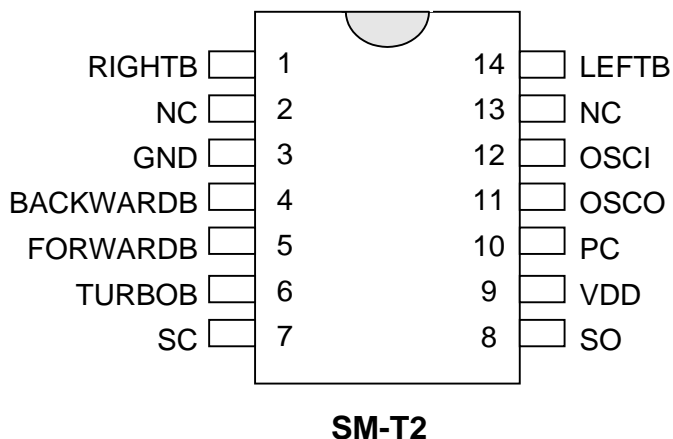 RIGHTB 1 14 LEFTB
NC 2 13 NC
GND 3 12 OSCI
BACKWARDB 4 11 OSCO
FORWARDB 5 10 PC
TURBOB 6 9 VDD
SC 7 8 SO
SM-T2